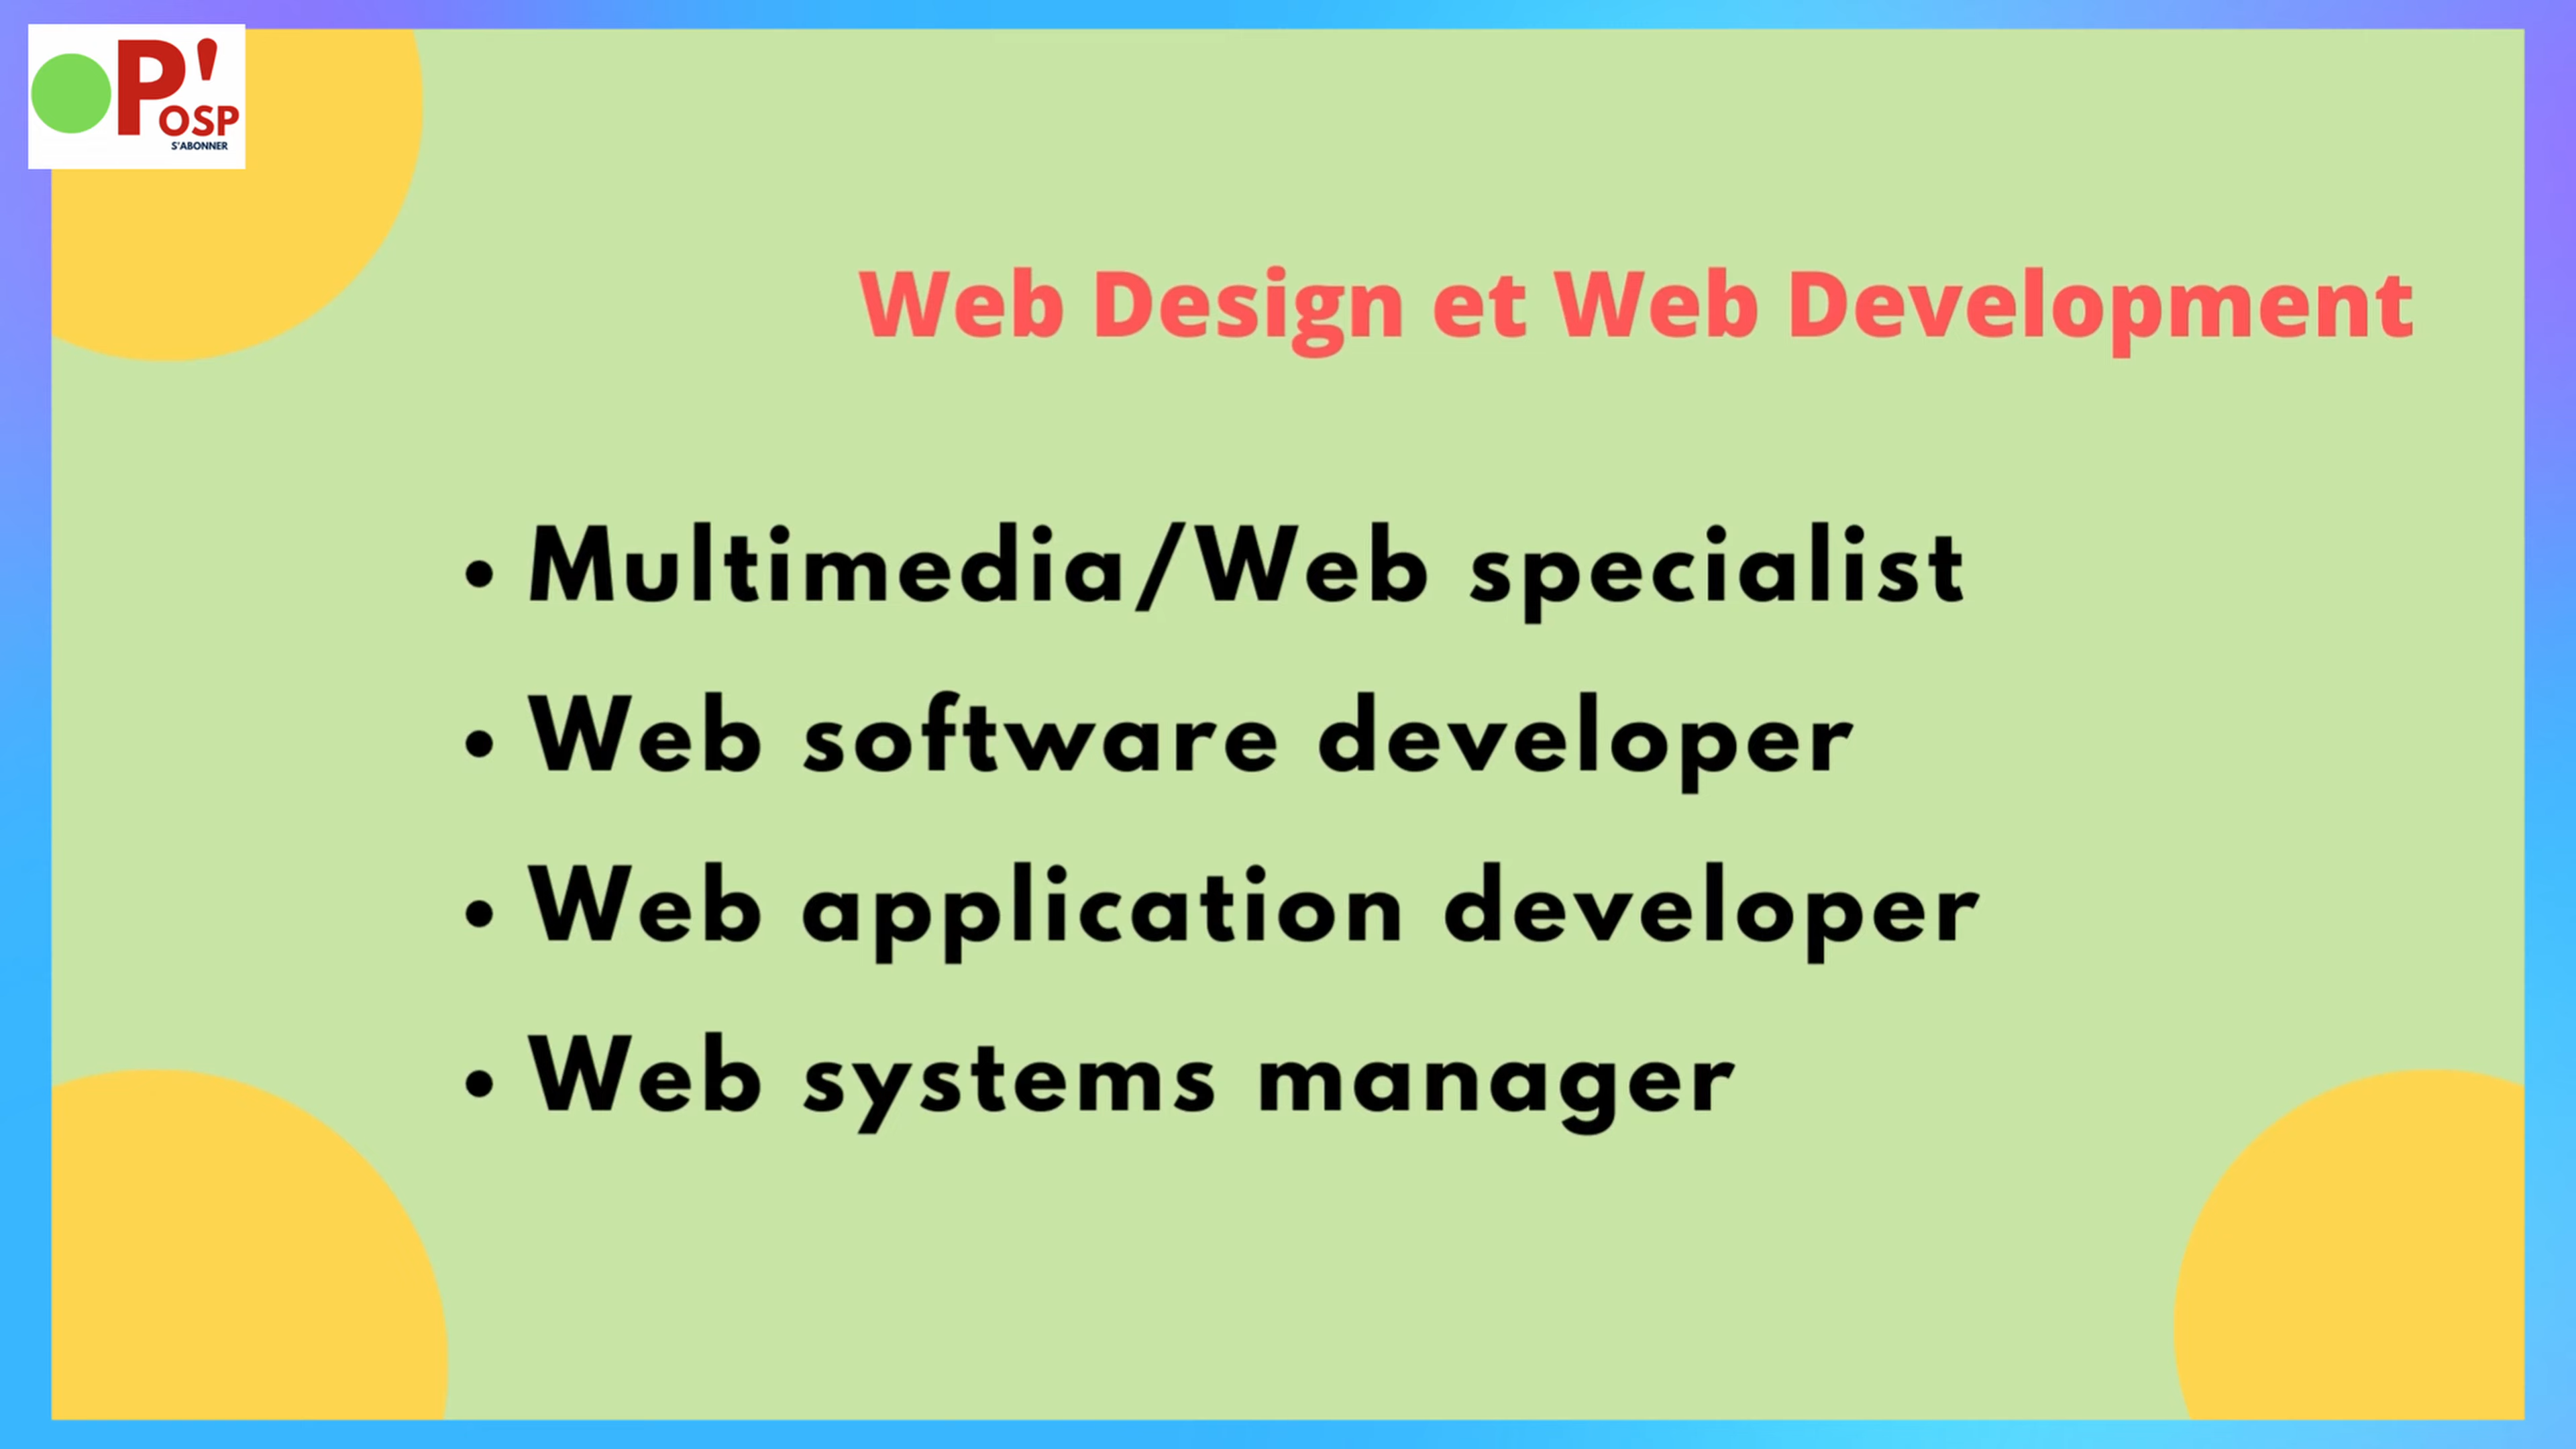 P'OSP
S'ABONNER
Web Design et Web Development
• Multimedia/Web specialist
• Web software developer
• Web application developer
• Web systems manager